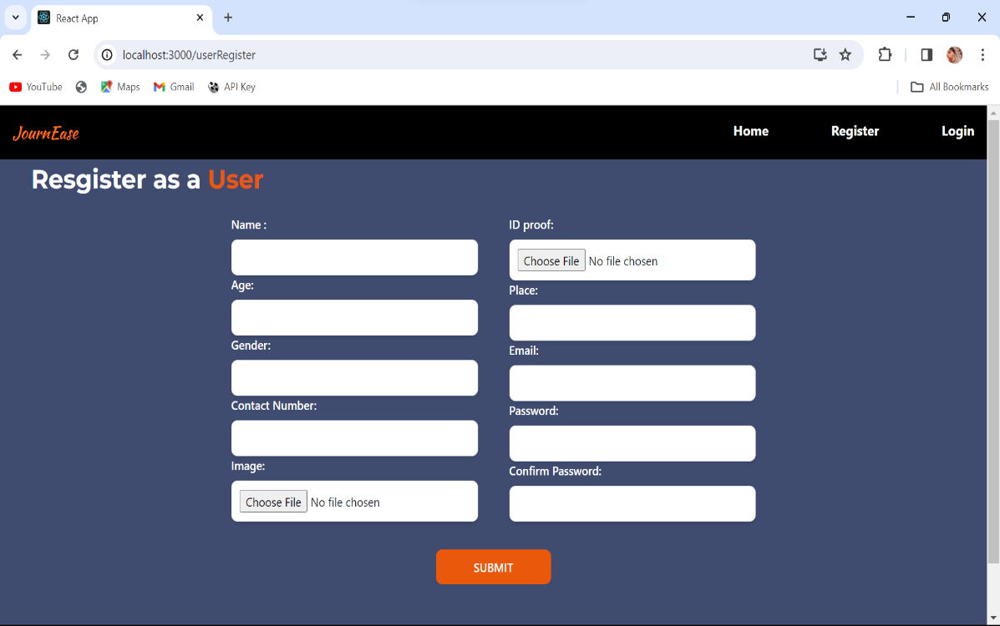 React App
localhost:3000/userRegister
YouTube Maps Gmail API Key All Bookmarks
JournEase Home Register Login
Resgister as a User
Name :
Age:
Gender:
Contact Number:
Image:
Choose File No file chosen
ID proof:
Choose File No file chosen
Place:
Email:
Password:
Confirm Password:
SUBMIT